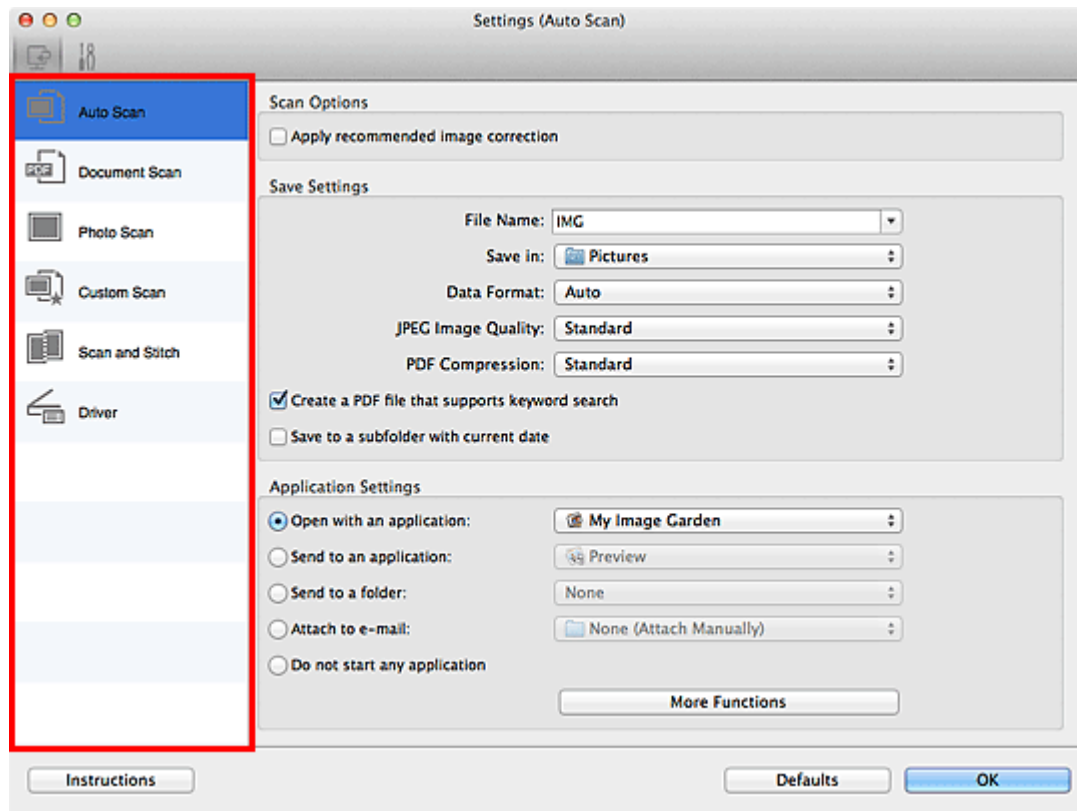 Settings (Auto Scan)
Auto Scan
PDF
Document Scan
Photo Scan
Custom Scan
Scan and Stitch
Driver
Scan Options
Apply recommended image correction
Save Settings
File Name: IMG
Save in: Pictures
Data Format: Auto
JPEG Image Quality: Standard
PDF Compression: Standard
Create a PDF file that supports keyword search
Save to a subfolder with current date
Application Settings
Open with an application: My Image Garden
Send to an application: Preview
Send to a folder: None
Attach to e-mail: None (Attach Manually)
Do not start any application
More Functions
Instructions Defaults OK